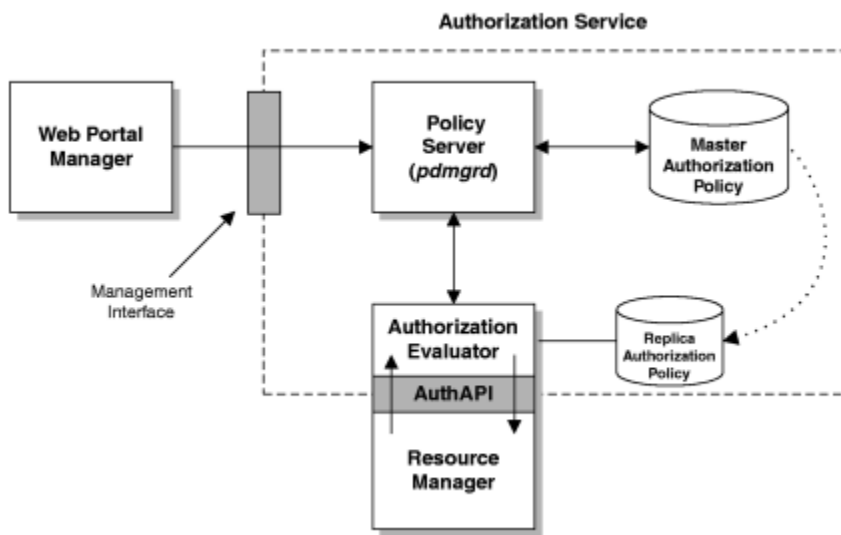 Authorization Service
Web Portal
Manager
Policy
Server
(pdmgrd)
Master
Authorization
Policy
Management
Interface
Authorization
Evaluator
Replica
Authorization
Policy
AuthAPI
Resource
Manager